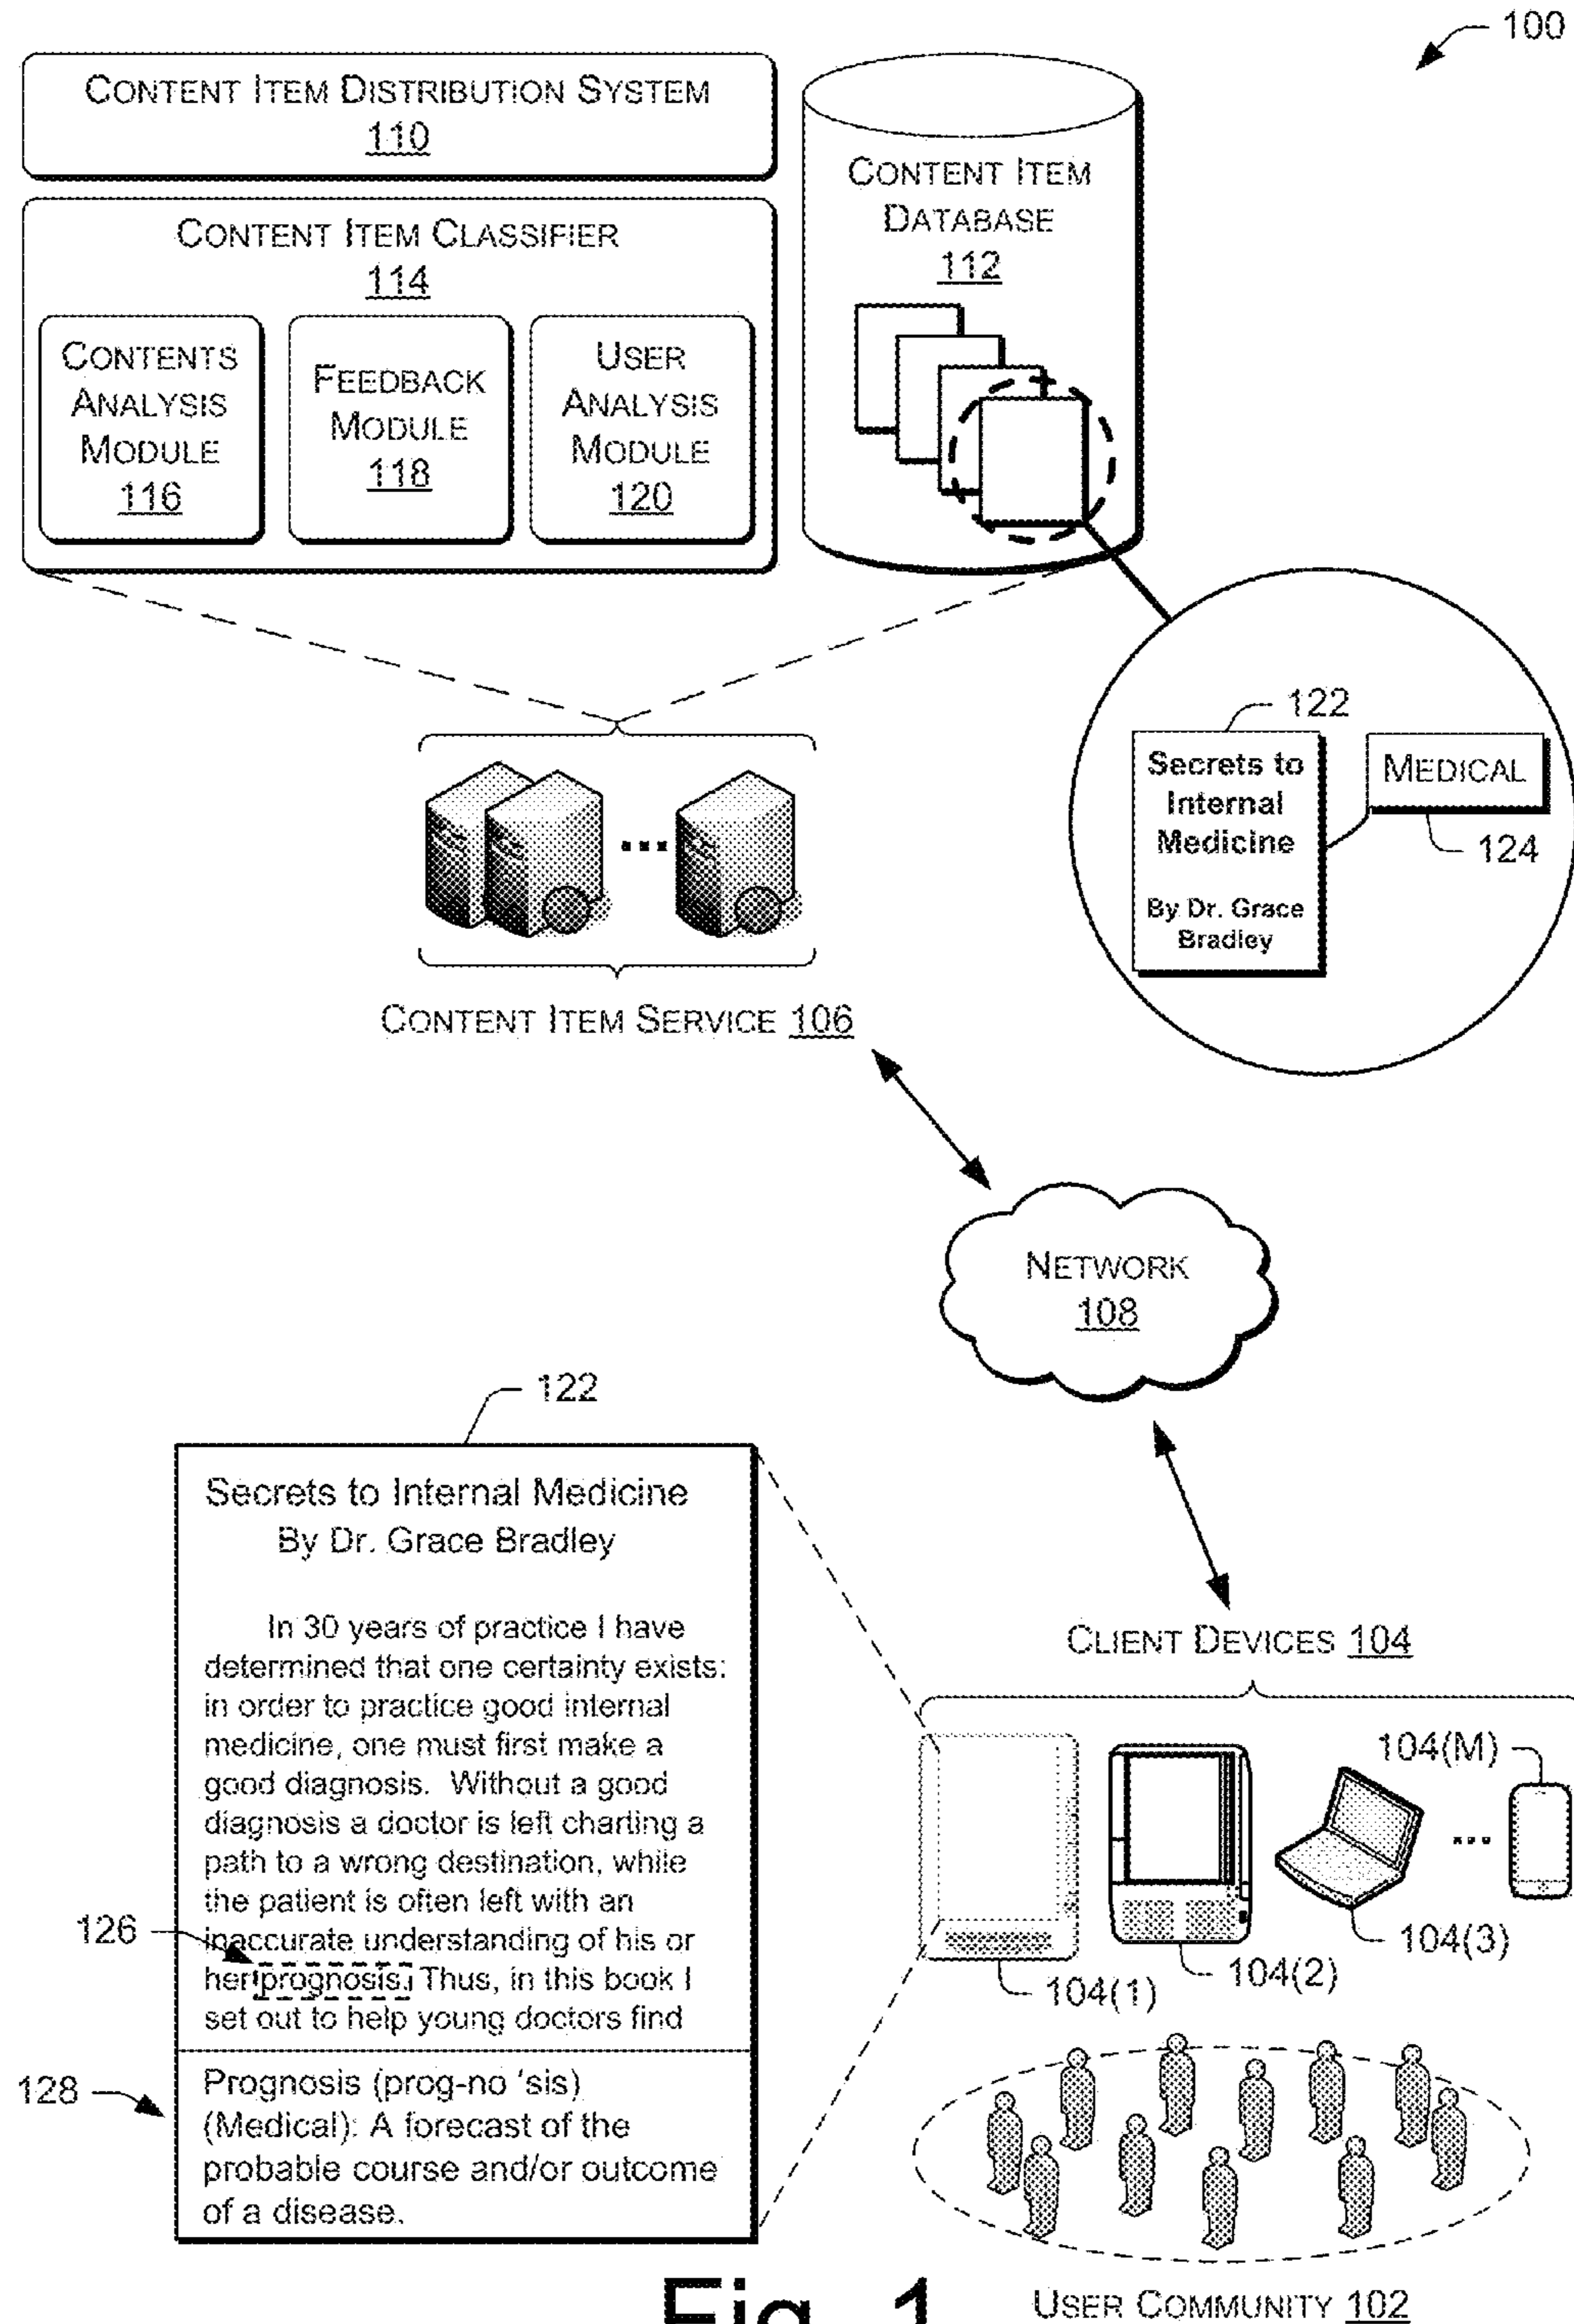 100
CONTENT ITEM DISTRIBUTION SYSTEM
110
CONTENT ITEM CLASSIFIER
114
CONTENTS
ANALYSIS
MODULE
116
FEEDBACK
MODULE
118
USER
ANALYSIS
MODULE
120
CONTENT ITEM
DATABASE
112
122
Secrets to
Internal
Medicine
By Dr. Grace
Bradley
MEDICAL
124
CONTENT ITEM SERVICE 106
NETWORK
108
122
Secrets to Internal Medicine
By Dr. Grace Bradley
In 30 years of practice I have
determined that one certainty exists:
in order to practice good internal
medicine, one must first make a
good diagnosis. Without a good
diagnosis a doctor is left charting a
path to a wrong destination, while
the patient is often left with an
inaccurate understanding of his or
her prognosis. Thus, in this book I
set out to help young doctors find
126
Prognosis (prog-no 'sis)
(Medical): A forecast of the
probable course and/or outcome
of a disease.
128
CLIENT DEVICES 104
104(M)
104(3)
104(2)
104(1)
USER COMMUNITY 102
Fig. 1